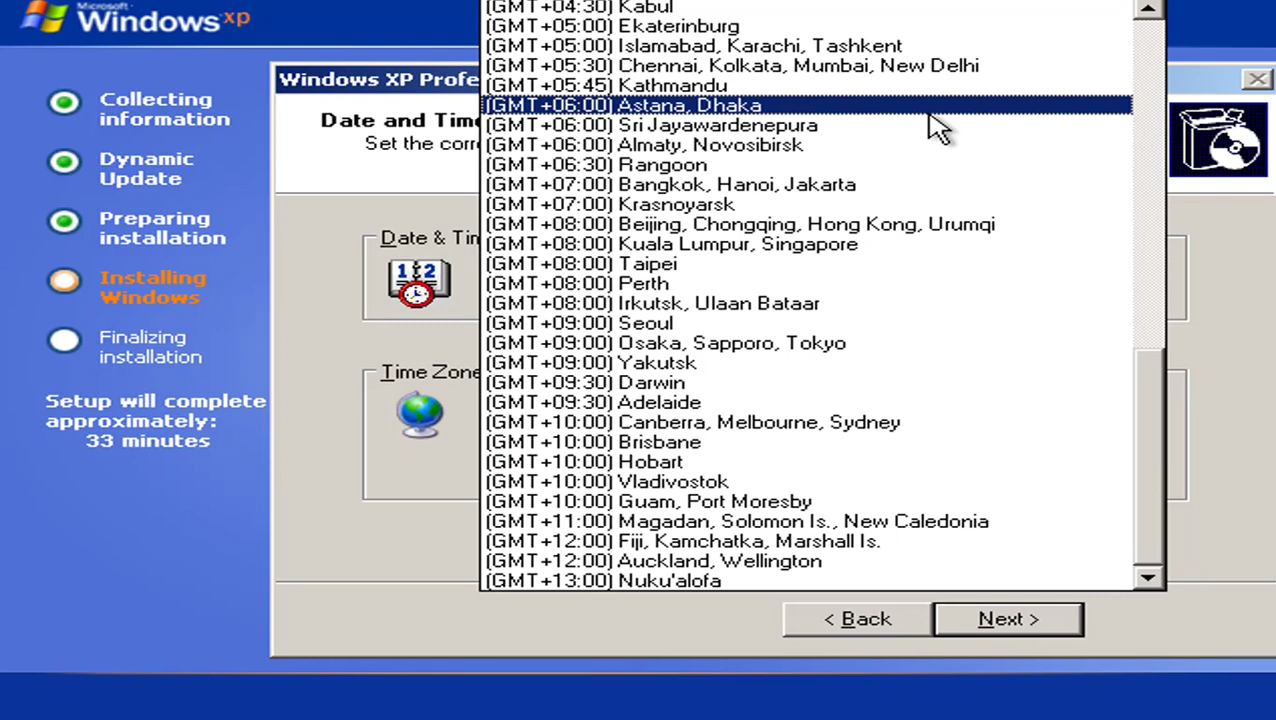 Microsoft
Windows xp
Collecting
information
Dynamic
Update
Preparing
installation
Installing
Windows
Finalizing
installation
Setup will complete
approximately:
33 minutes
Windows XP Profe
Date and Time
Set the corr
Date & Tim
1 2
Time Zone
(GMT+04:30) Kabul
(GMT+05:00) Ekaterinburg
(GMT+05:00) Islamabad, Karachi, Tashkent
(GMT+05:30) Chennai, Kolkata, Mumbai, New Delhi
(GMT+05:45) Kathmandu
(GMT+06:00) Astana, Dhaka
(GMT+06:00) Sri Jayawardenepura
(GMT+06:00) Almaty, Novosibirsk
(GMT+06:30) Rangoon
(GMT+07:00) Bangkok, Hanoi, Jakarta
(GMT+07:00) Krasnoyarsk
(GMT+08:00) Beijing, Chongqing, Hong Kong, Urumqi
(GMT+08:00) Kuala Lumpur, Singapore
(GMT+08:00) Taipei
(GMT+08:00) Perth
(GMT+08:00) Irkutsk, Ulaan Bataar
(GMT+09:00) Seoul
(GMT+09:00) Osaka, Sapporo, Tokyo
(GMT+09:00) Yakutsk
(GMT+09:30) Darwin
(GMT+09:30) Adelaide
(GMT+10:00) Canberra, Melbourne, Sydney
(GMT+10:00) Brisbane
(GMT+10:00) Hobart
(GMT+10:00) Vladivostok
(GMT+10:00) Guam, Port Moresby
(GMT+11:00) Magadan, Solomon Is., New Caledonia
(GMT+12:00) Fiji, Kamchatka, Marshall Is.
(GMT+12:00) Auckland, Wellington
(GMT+13:00) Nuku'alofa
< Back
Next >